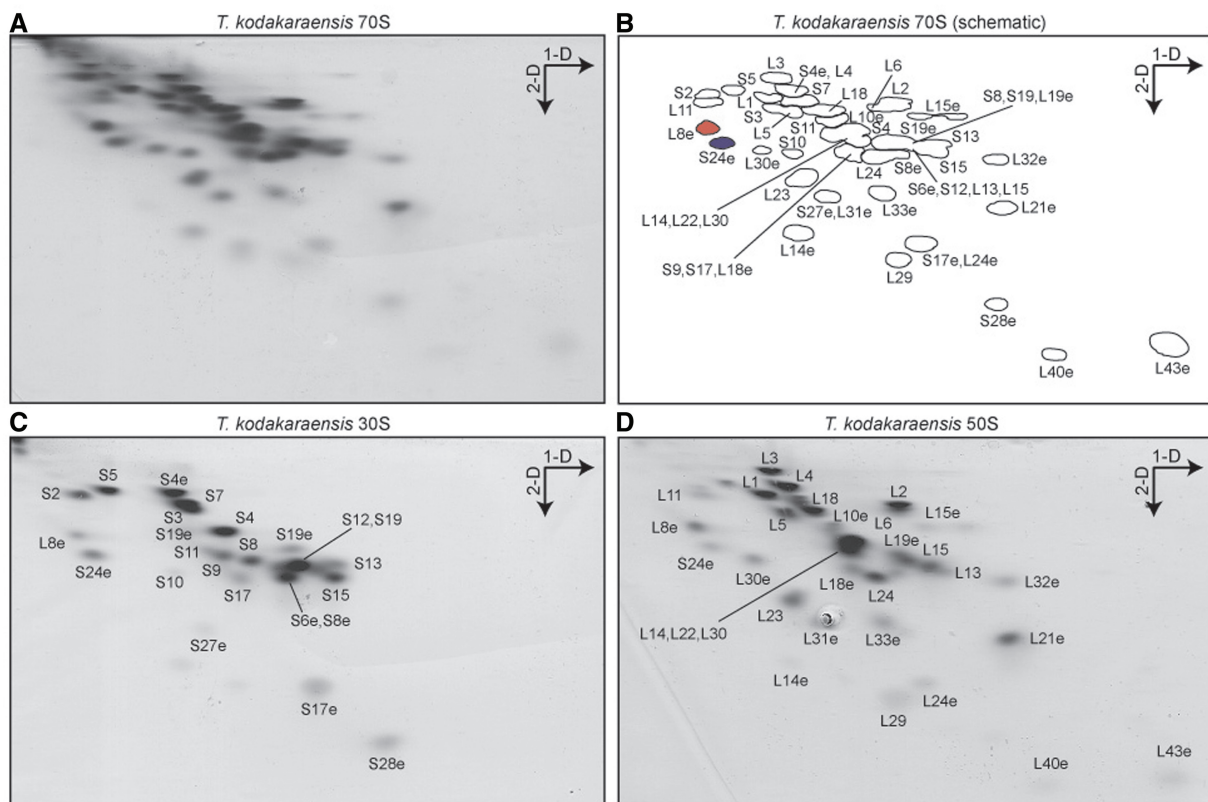 A
T. kodakaraensis 70S
1-D
2-D
B
T. kodakaraensis 70S (schematic)
1-D
2-D
L3
S4e, L4
L6
S5
S7
L2
S2
L1
L18
S8,S19,L19e
L11
S3
L10e
L15e
L5
S11
S4
S19e
S13
L8e
S24e
L30e
S10
L24
S8e
S15
L32e
S6e,S12,L13,L15
L23
S27e,L31e
L33e
L21e
L14,L22,L30
L14e
S17e,L24e
S9,S17,L18e
L29
S28e
L40e
L43e
C
T. kodakaraensis 30S
1-D
2-D
S5
S4e
S2
S7
S3
S4
S12,S19
S19e
S19e
L8e
S11
S8
S13
S24e
S9
S10
S17
S15
S6e,S8e
S27e
S17e
S28e
D
T. kodakaraensis 50S
1-D
2-D
L3
L4
L1
L11
L18
L2
L5
L10e
L6
L15e
L8e
L19e
L15
S24e
L30e
L18e
L24
L13
L32e
L23
L14,L22,L30
L31e
L33e
L21e
L14e
L24e
L29
L40e
L43e